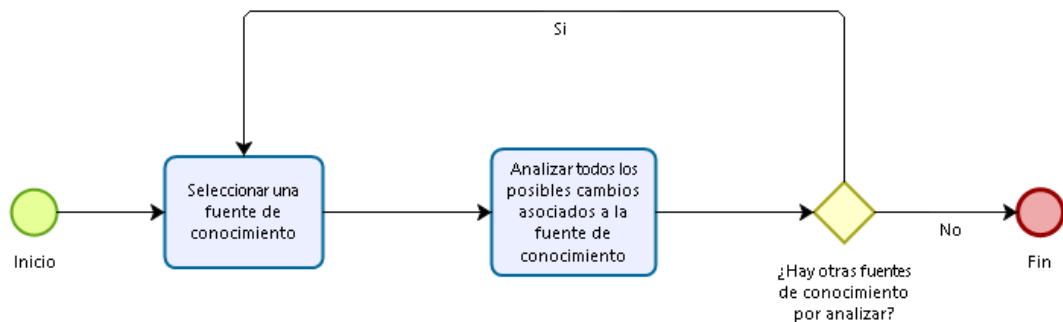 Si
Inicio
Seleccionar una
fuente de
conocimiento
Analizar todos los
posibles cambios
asociados a la
fuente de
conocimiento
¿Hay otras fuentes
de conocimiento
por analizar?
No
Fin